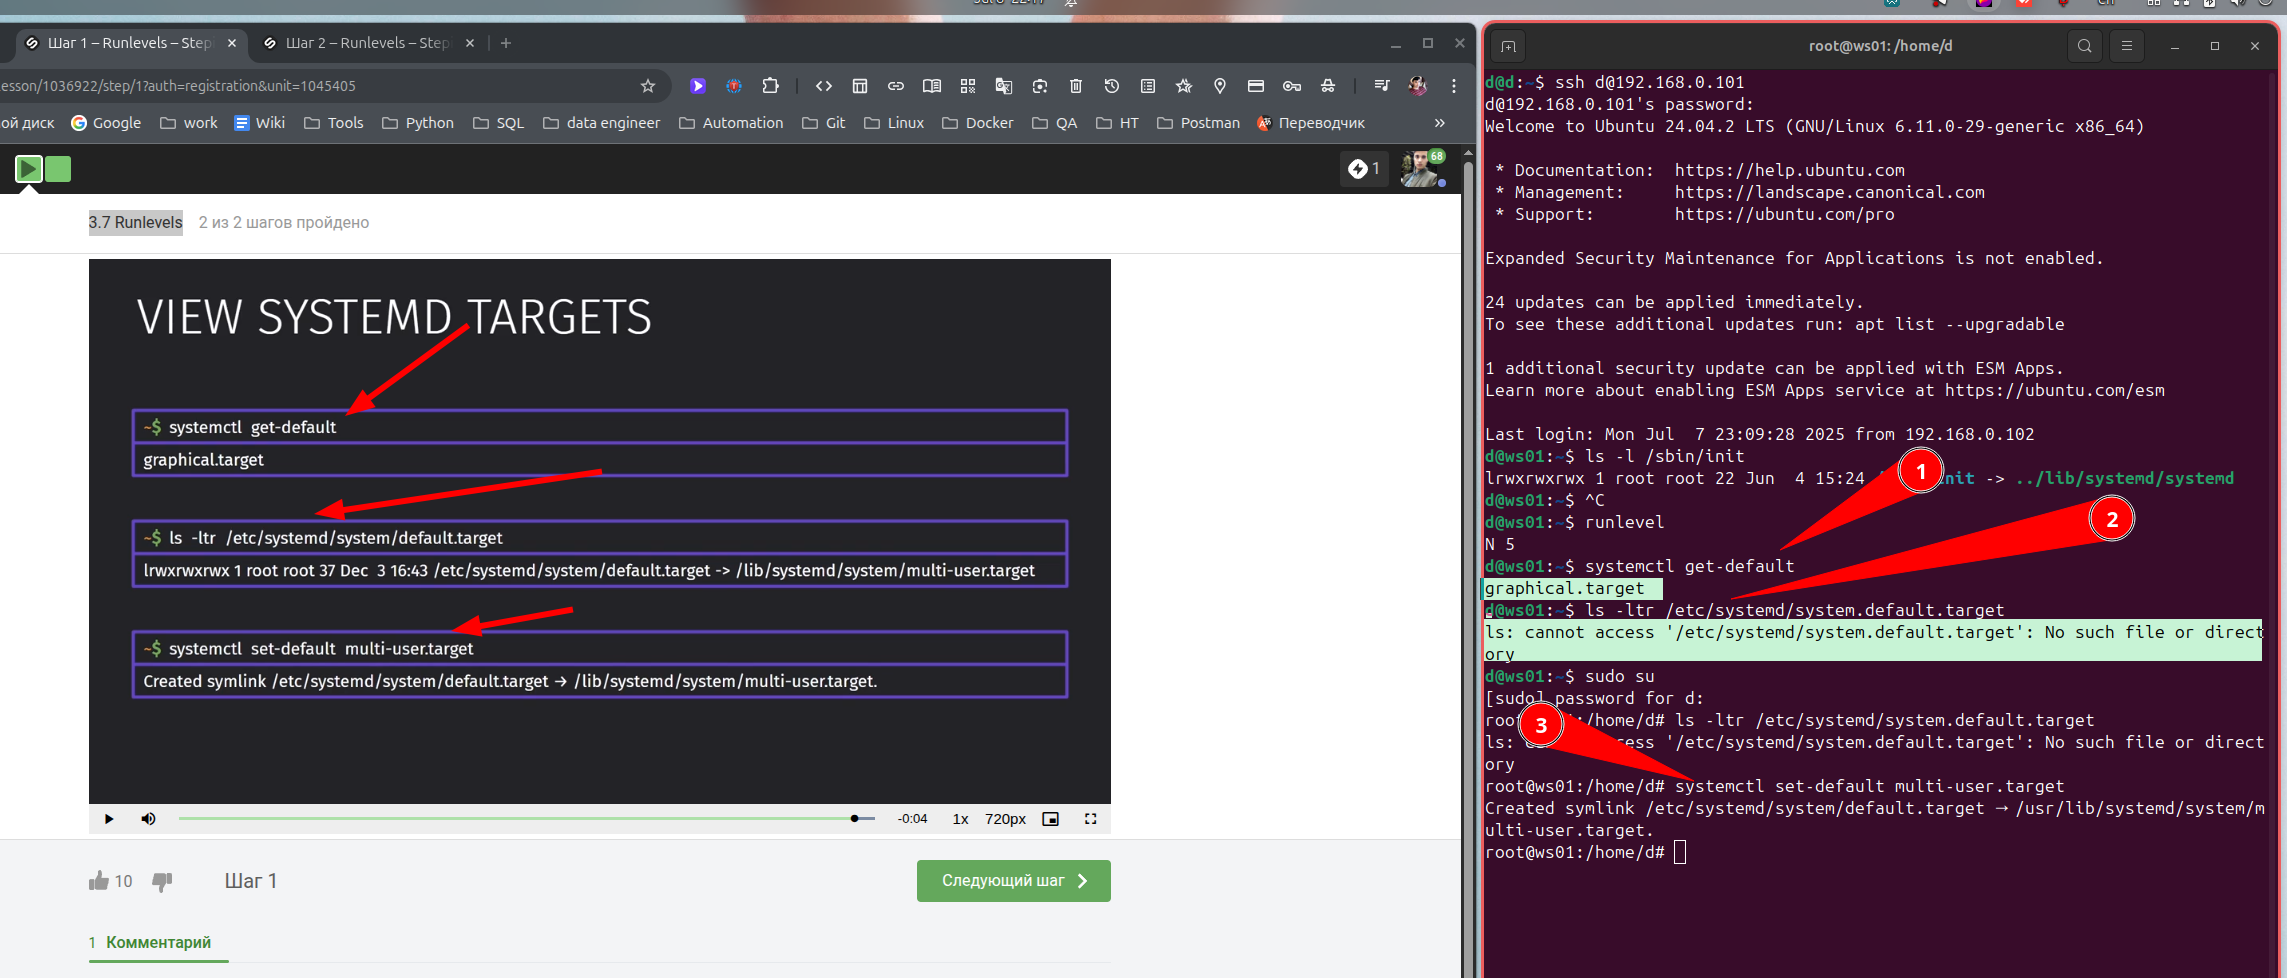 Шаг 1 – Runlevels – Step
Шаг 2 – Runlevels – Step
esson/1036922/step/1?auth=registration&unit=1045405
ой диск
Google
work
Wiki
Tools
Python
SQL
data engineer
Automation
Git
Linux
Docker
QA
HT
Postman
Переводчик
»
1
68
3.7 Runlevels
2 из 2 шагов пройдено
VIEW SYSTEMD TARGETS
~$ systemctl get-default
graphical.target
~$ ls -ltr /etc/systemd/system/default.target
lrwxrwxrwx 1 root root 37 Dec 3 16:43 /etc/systemd/system/default.target -> /lib/systemd/system/multi-user.target
~$ systemctl set-default multi-user.target
Created symlink /etc/systemd/system/default.target → /lib/systemd/system/multi-user.target.
-0:04
1x
720px
10
Шаг 1
Следующий шаг
1 Комментарий
root@ws01: /home/d
d@d:~$ ssh d@192.168.0.101
d@192.168.0.101's password:
Welcome to Ubuntu 24.04.2 LTS (GNU/Linux 6.11.0-29-generic x86_64)
* Documentation: https://help.ubuntu.com
* Management: https://landscape.canonical.com
* Support: https://ubuntu.com/pro
Expanded Security Maintenance for Applications is not enabled.
24 updates can be applied immediately.
To see these additional updates run: apt list --upgradable
1 additional security update can be applied with ESM Apps.
Learn more about enabling ESM Apps service at https://ubuntu.com/esm
Last login: Mon Jul 7 23:09:28 2025 from 192.168.0.102
d@ws01:~$ ls -l /sbin/init
lrwxrwxrwx 1 root root 22 Jun 4 15:24 nit -> ../lib/systemd/systemd
1
d@ws01:~$ ^C
d@ws01:~$ runlevel
2
N 5
d@ws01:~$ systemctl get-default
graphical.target
d@ws01:~$ ls -ltr /etc/systemd/system.default.target
ls: cannot access '/etc/systemd/system.default.target': No such file or direct
ory
d@ws01:~$ sudo su
[sudo] password for d:
root :/home/d# ls -ltr /etc/systemd/system.default.target
3
ls: cess '/etc/systemd/system.default.target': No such file or direct
ory
root@ws01:/home/d# systemctl set-default multi-user.target
Created symlink /etc/systemd/system/default.target → /usr/lib/systemd/system/m
ulti-user.target.
root@ws01:/home/d#